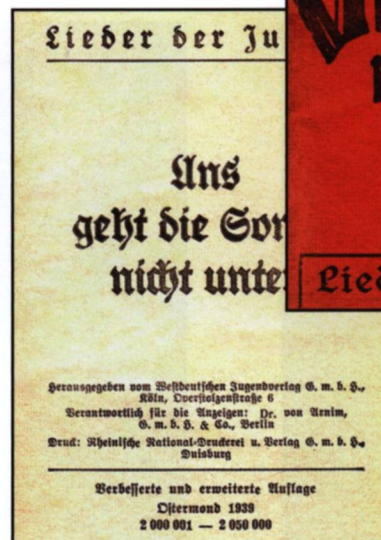 Lieder der Ju
Uns
geht die Son
nicht unter
Lied
Herausgegeben vom Westdeutschen Jugendverlag G. m. b. H.,
Köln, Overstolzenstraße 6
Verantwortlich für die Anzeigen: Dr. von Arnim,
G. m. b. H. & Co., Berlin
Druck: Rheinische National-Druckerei u. Verlag G. m. b. H.
Duisburg
Verbesserte und erweiterte Auflage
Ostermond 1939
2 000 001 — 2 050 000